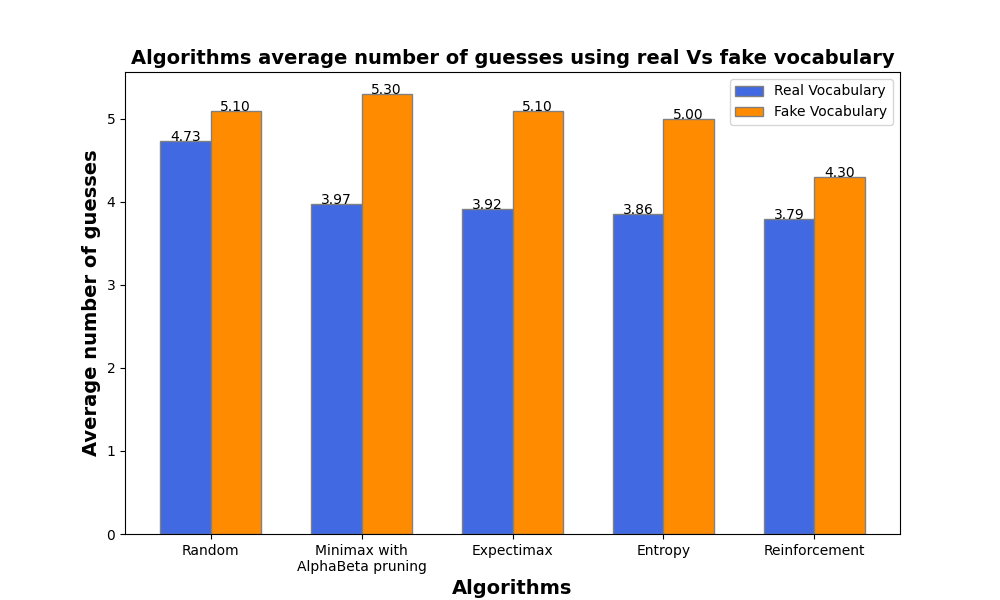 Algorithms average number of guesses using real Vs fake vocabulary
Real Vocabulary
Fake Vocabulary
Average number of guesses
5
4
3
2
1
0
4.73
5.10
3.97
5.30
3.92
5.10
3.86
5.00
3.79
4.30
Random
Minimax with
AlphaBeta pruning
Expectimax
Entropy
Reinforcement
Algorithms